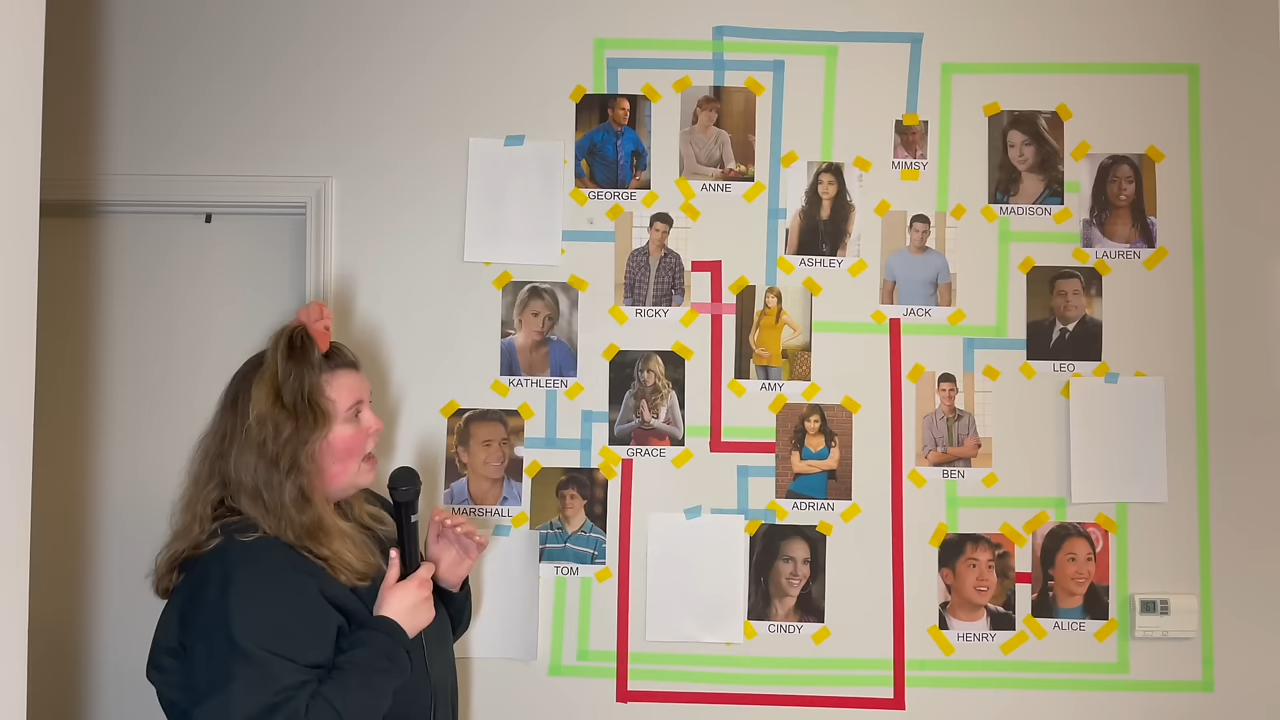 GEORGE
ANNE
MIMSY
MADISON
LAUREN
ASHLEY
RICKY
JACK
KATHLEEN
AMY
LEO
GRACE
BEN
MARSHALL
ADRIAN
TOM
CINDY
HENRY
ALICE
67